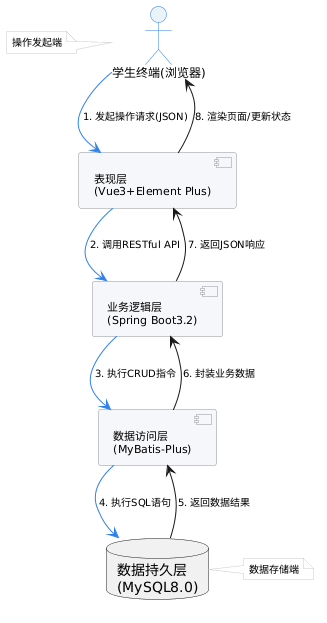 操作发起端
学生终端(浏览器)
1. 发起操作请求(JSON)
8. 渲染页面/更新状态
表现层
(Vue3+Element Plus)
2. 调用RESTful API
7. 返回JSON响应
业务逻辑层
(Spring Boot3.2)
3. 执行CRUD指令
6. 封装业务数据
数据访问层
(MyBatis-Plus)
4. 执行SQL语句
5. 返回数据结果
数据持久层
(MySQL8.0)
数据存储端